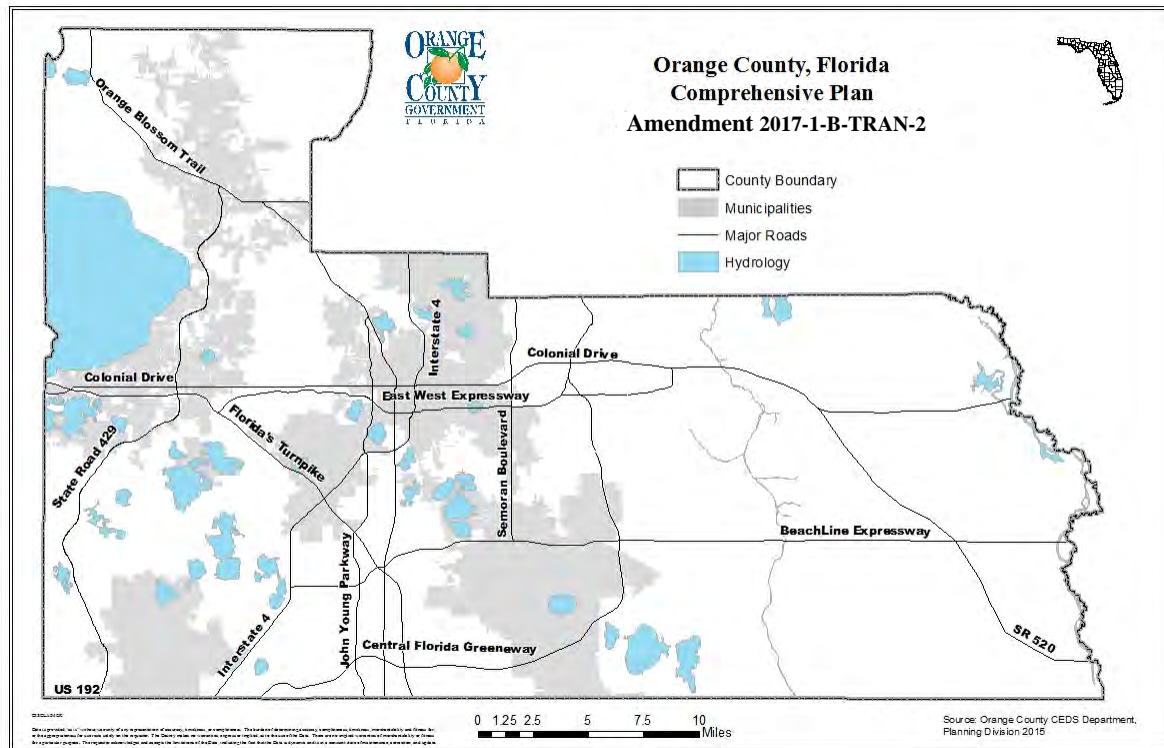 ORANGE
COUNTY
GOVERNMENT
FLORIDA
Orange County, Florida
Comprehensive Plan
Amendment 2017-1-B-TRAN-2
County Boundary
Municipalities
Major Roads
Hydrology
Orange Blossom Trail
Interstate 4
Colonial Drive
Colonial Drive
East West Expressway
Florida's Turnpike
State Road 429
Semoran Boulevard
BeachLine Expressway
John Young Parkway
Interstate 4
Central Florida Greeneway
SR 520
US 192
0 1.25 2.5 5 7.5 10
Miles
Source: Orange County CEDS Department,
Planning Division 2015